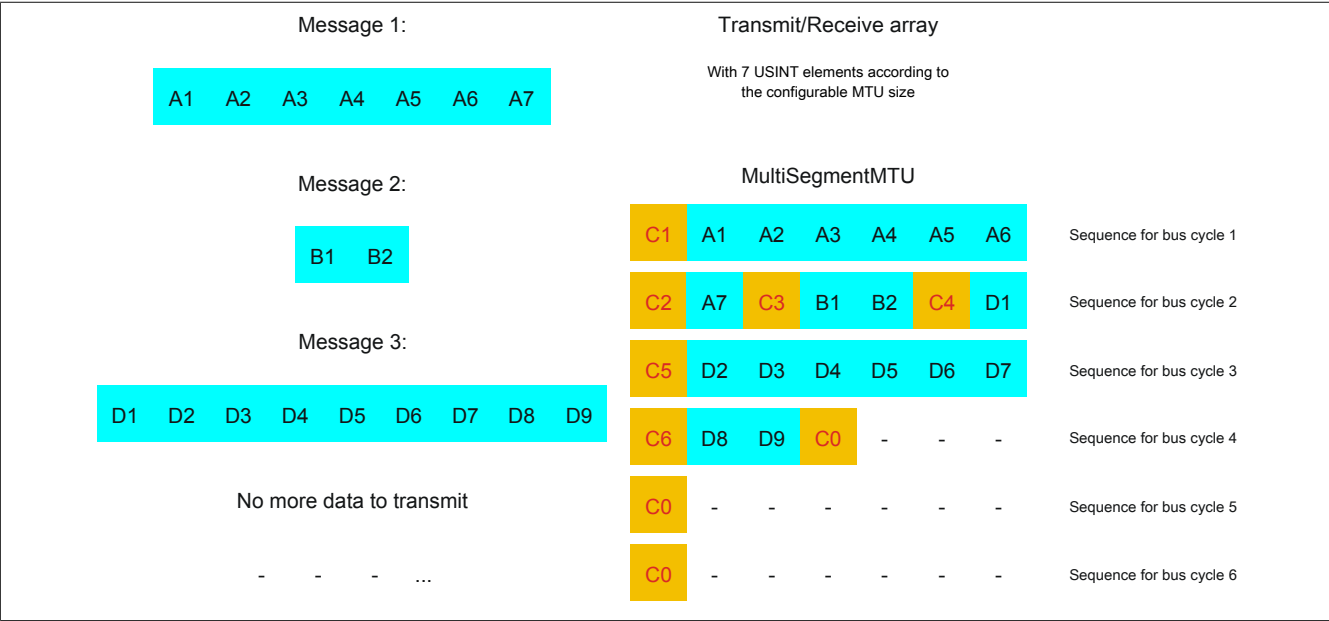 Message 1:
A1 A2 A3 A4 A5 A6 A7
Message 2:
B1 B2
Message 3:
D1 D2 D3 D4 D5 D6 D7 D8 D9
No more data to transmit
- - - ...
Transmit/Receive array
With 7 USINT elements according to
the configurable MTU size
MultiSegmentMTU
C1 A1 A2 A3 A4 A5 A6 Sequence for bus cycle 1
C2 A7 C3 B1 B2 C4 D1 Sequence for bus cycle 2
C5 D2 D3 D4 D5 D6 D7 Sequence for bus cycle 3
C6 D8 D9 C0 - - - Sequence for bus cycle 4
C0 - - - - - - Sequence for bus cycle 5
C0 - - - - - - Sequence for bus cycle 6